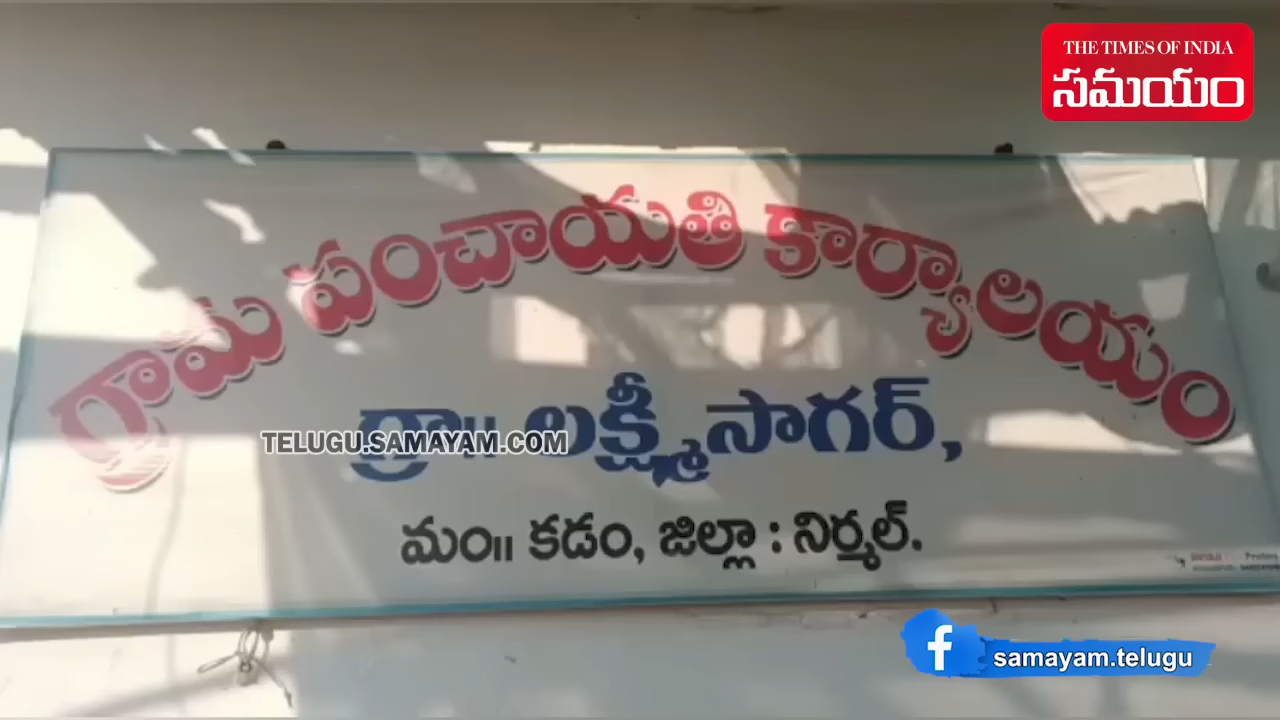 THE TIMES OF INDIA
సమయం
గ్రామ పంచాయతి కార్యాలయం
గ్రా|| లక్ష్మీసాగర్,
TELUGU.SAMAYAM.COM
మం|| కడం, జిల్లా : నిర్మల్.
samayam.telugu